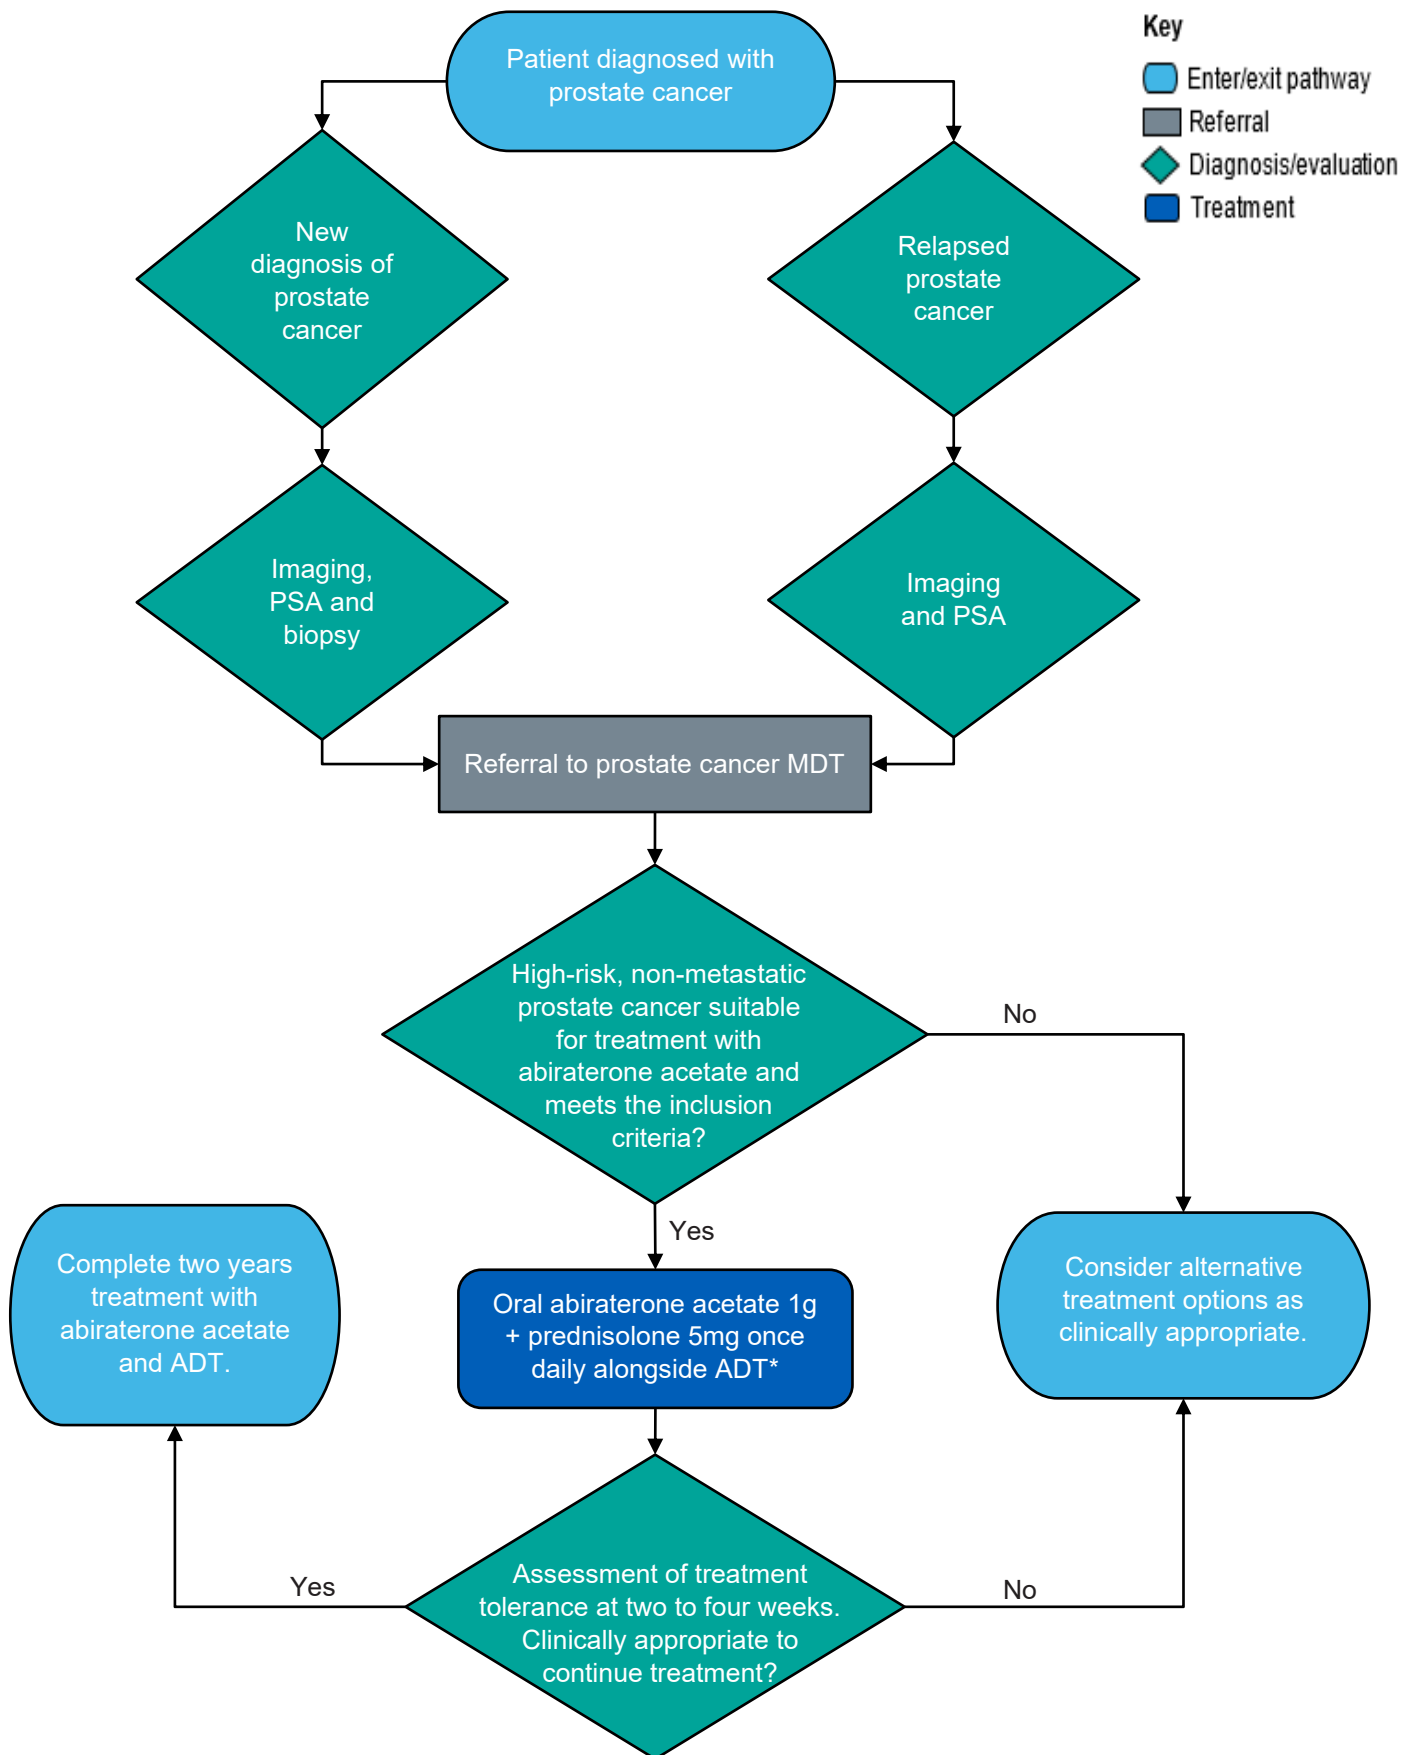 Patient diagnosed with
prostate cancer
Key
Enter/exit pathway
Referral
Diagnosis/evaluation
Treatment
New
diagnosis of
prostate
cancer
Relapsed
prostate
cancer
Imaging,
PSA and
biopsy
Imaging
and PSA
Referral to prostate cancer MDT
High-risk, non-metastatic
prostate cancer suitable
for treatment with
abiraterone acetate and
meets the inclusion
criteria?
No
Yes
Complete two years
treatment with
abiraterone acetate
and ADT.
Oral abiraterone acetate 1g
+ prednisolone 5mg once
daily alongside ADT*
Consider alternative
treatment options as
clinically appropriate.
Yes
Assessment of treatment
tolerance at two to four weeks.
Clinically appropriate to
continue treatment?
No